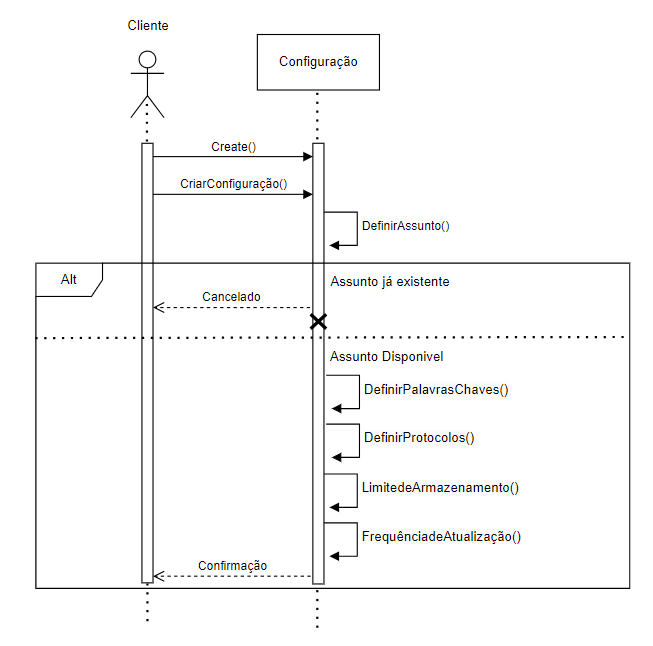 Cliente
Configuração
Create()
CriarConfiguração()
DefinirAssunto()
Alt
Assunto já existente
Cancelado
Assunto Disponivel
DefinirPalavrasChaves()
DefinirProtocolos()
LimitedeArmazenamento()
FrequênciadeAtualização()
Confirmação